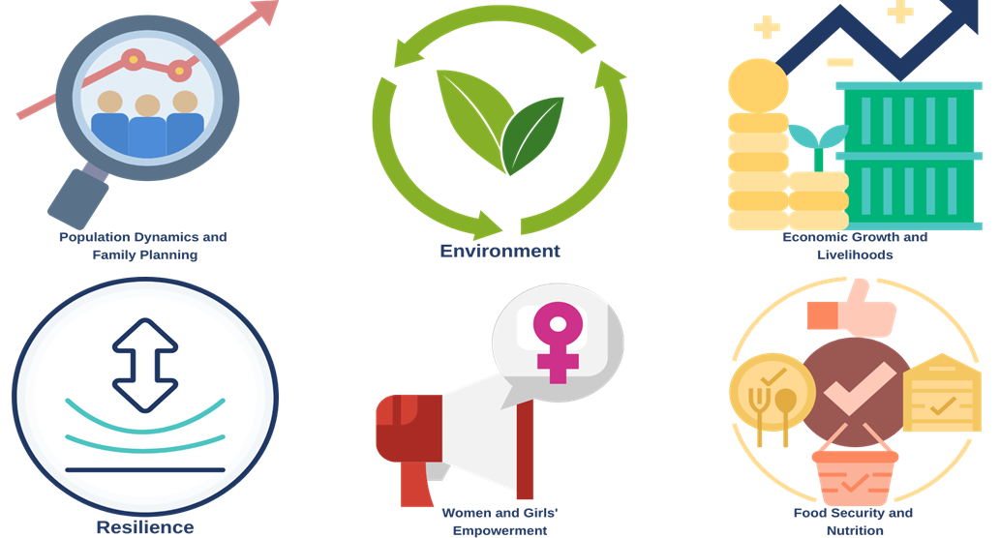 Population Dynamics and
Family Planning
Environment
Economic Growth and
Livelihoods
Resilience
Women and Girls'
Empowerment
Food Security and
Nutrition